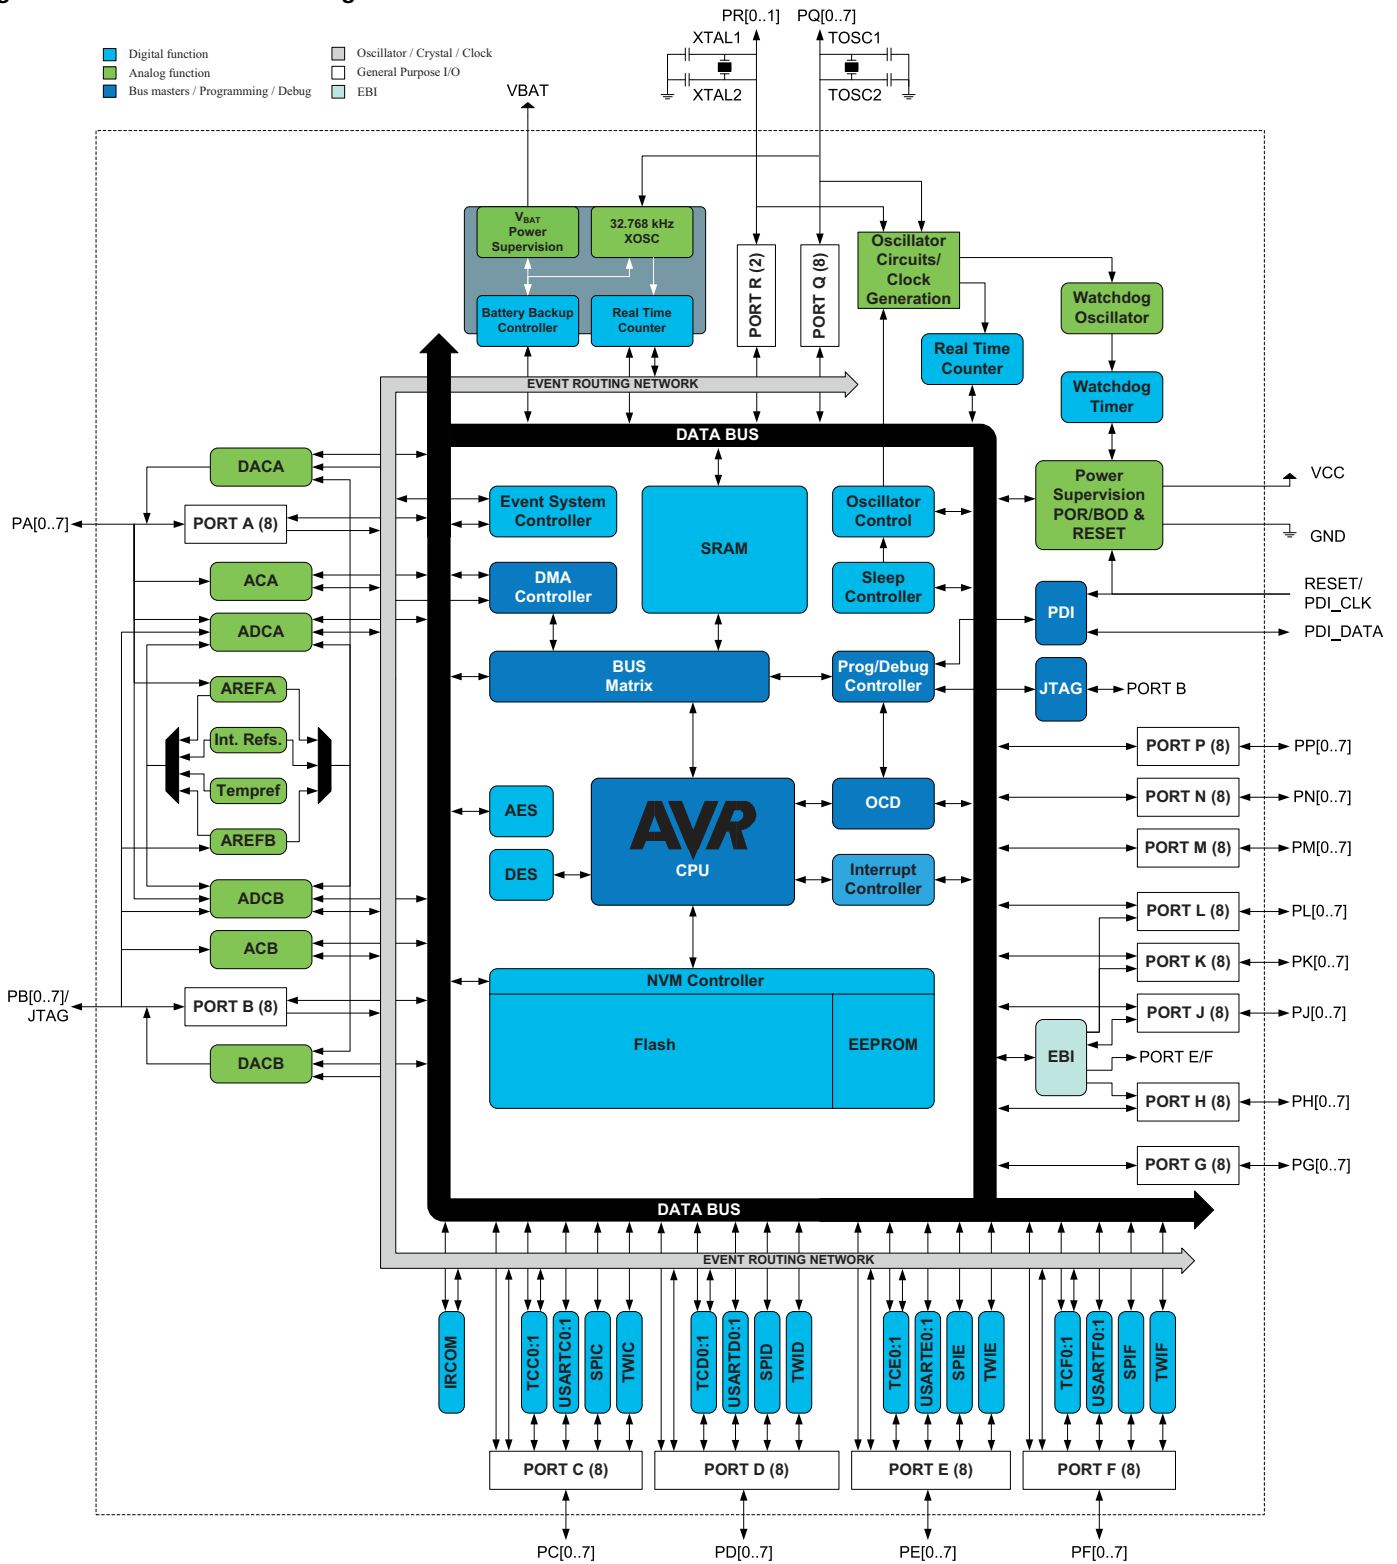 PR[0..1]
PQ[0..7]
XTAL1
TOSC1
XTAL2
TOSC2
Digital function
Analog function
Bus masters / Programming / Debug
Oscillator / Crystal / Clock
General Purpose I/O
EBI
VBAT
VBAT
Power
Supervision
32.768 kHz
XOSC
Battery Backup
Controller
Real Time
Counter
PORT R (2)
PORT Q (8)
Oscillator
Circuits/
Clock
Generation
Watchdog
Oscillator
Real Time
Counter
Watchdog
Timer
EVENT ROUTING NETWORK
DATA BUS
DACA
PA[0..7]
PORT A (8)
ACA
ADCA
AREFA
Int. Refs.
Tempref
AREFB
ADCB
ACB
PB[0..7]/
JTAG
PORT B (8)
DACB
Event System
Controller
SRAM
Oscillator
Control
DMA
Controller
Sleep
Controller
BUS
Matrix
Prog/Debug
Controller
AES
DES
AVR
CPU
OCD
Interrupt
Controller
NVM Controller
Flash
EEPROM
Power
Supervision
POR/BOD &
RESET
VCC
GND
RESET/
PDI_CLK
PDI
PDI_DATA
JTAG
PORT B
PORT P (8)
PP[0..7]
PORT N (8)
PN[0..7]
PORT M (8)
PM[0..7]
PORT L (8)
PL[0..7]
PORT K (8)
PK[0..7]
PORT J (8)
PJ[0..7]
EBI
PORT E/F
PORT H (8)
PH[0..7]
PORT G (8)
PG[0..7]
DATA BUS
EVENT ROUTING NETWORK
IRCOM
TCC0:1
USARTC0:1
SPIC
TWIC
TCD0:1
USARTD0:1
SPID
TWID
TCE0:1
USARTE0:1
SPIE
TWIE
TCF0:1
USARTF0:1
SPIF
TWIF
PORT C (8)
PORT D (8)
PORT E (8)
PORT F (8)
PC[0..7]
PD[0..7]
PE[0..7]
PF[0..7]